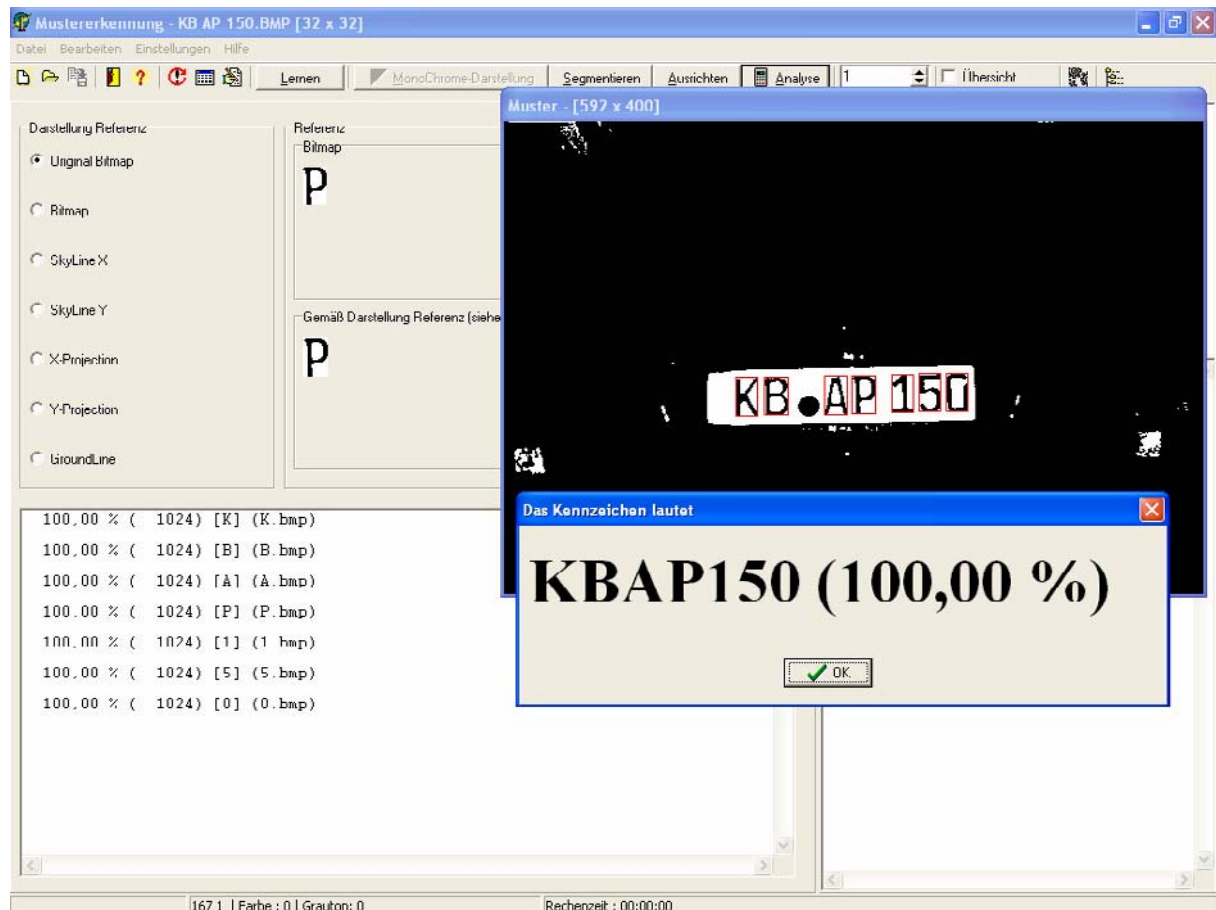 Mustererkennung - KB AP 150.BMP [32 x 32]
Datei Bearbeiten Einstellungen Hilfe
Lernen MonoChrome-Darstellung Segmentieren Ausrichten Analyse 1 Übersicht
Muster - [597 x 400]
Darstellung Referenz
Original Bitmap
Bitmap
SkyLine X
SkyLine Y
X-Projection
Y-Projection
GroundLine
Referenz
Bitmap
P
Gemäß Darstellung Referenz (siehe
P
KB AP 150
100,00 % ( 1024) [K] (K.bmp)
100,00 % ( 1024) [B] (B.bmp)
100,00 % ( 1024) [A] (A.bmp)
100,00 % ( 1024) [P] (P.bmp)
100,00 % ( 1024) [1] (1.bmp)
100,00 % ( 1024) [5] (5.bmp)
100,00 % ( 1024) [0] (0.bmp)
Das Kennzeichen lautet
KBAP150 (100,00 %)
OK
167,1 | Farbe : 0 | Grauton: 0 Rechenzeit : 00:00:00